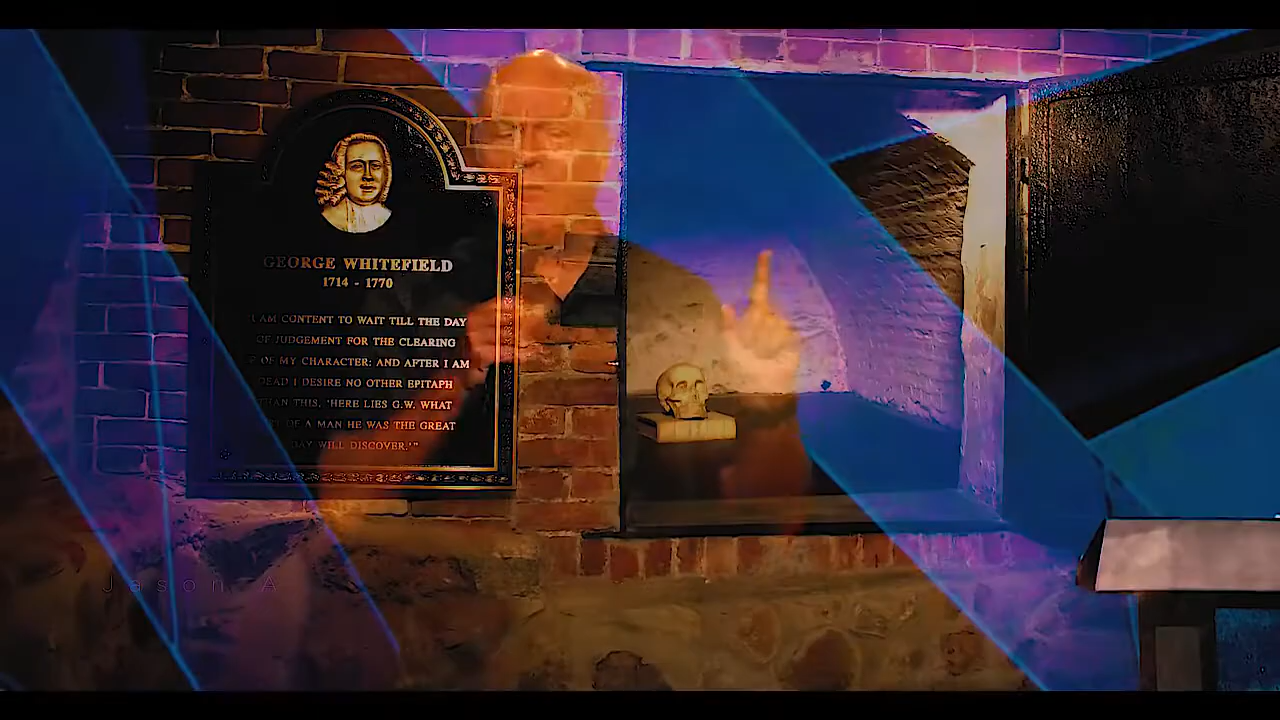 GEORGE WHITEFIELD
1714 - 1770
I AM CONTENT TO WAIT TILL THE DAY
OF JUDGEMENT FOR THE CLEARING
OF MY CHARACTER: AND AFTER I AM
DEAD I DESIRE NO OTHER EPITAPH
THAN THIS, 'HERE LIES G.W. WHAT
OF A MAN HE WAS THE GREAT
DAY WILL DISCOVER.'"
Jason A